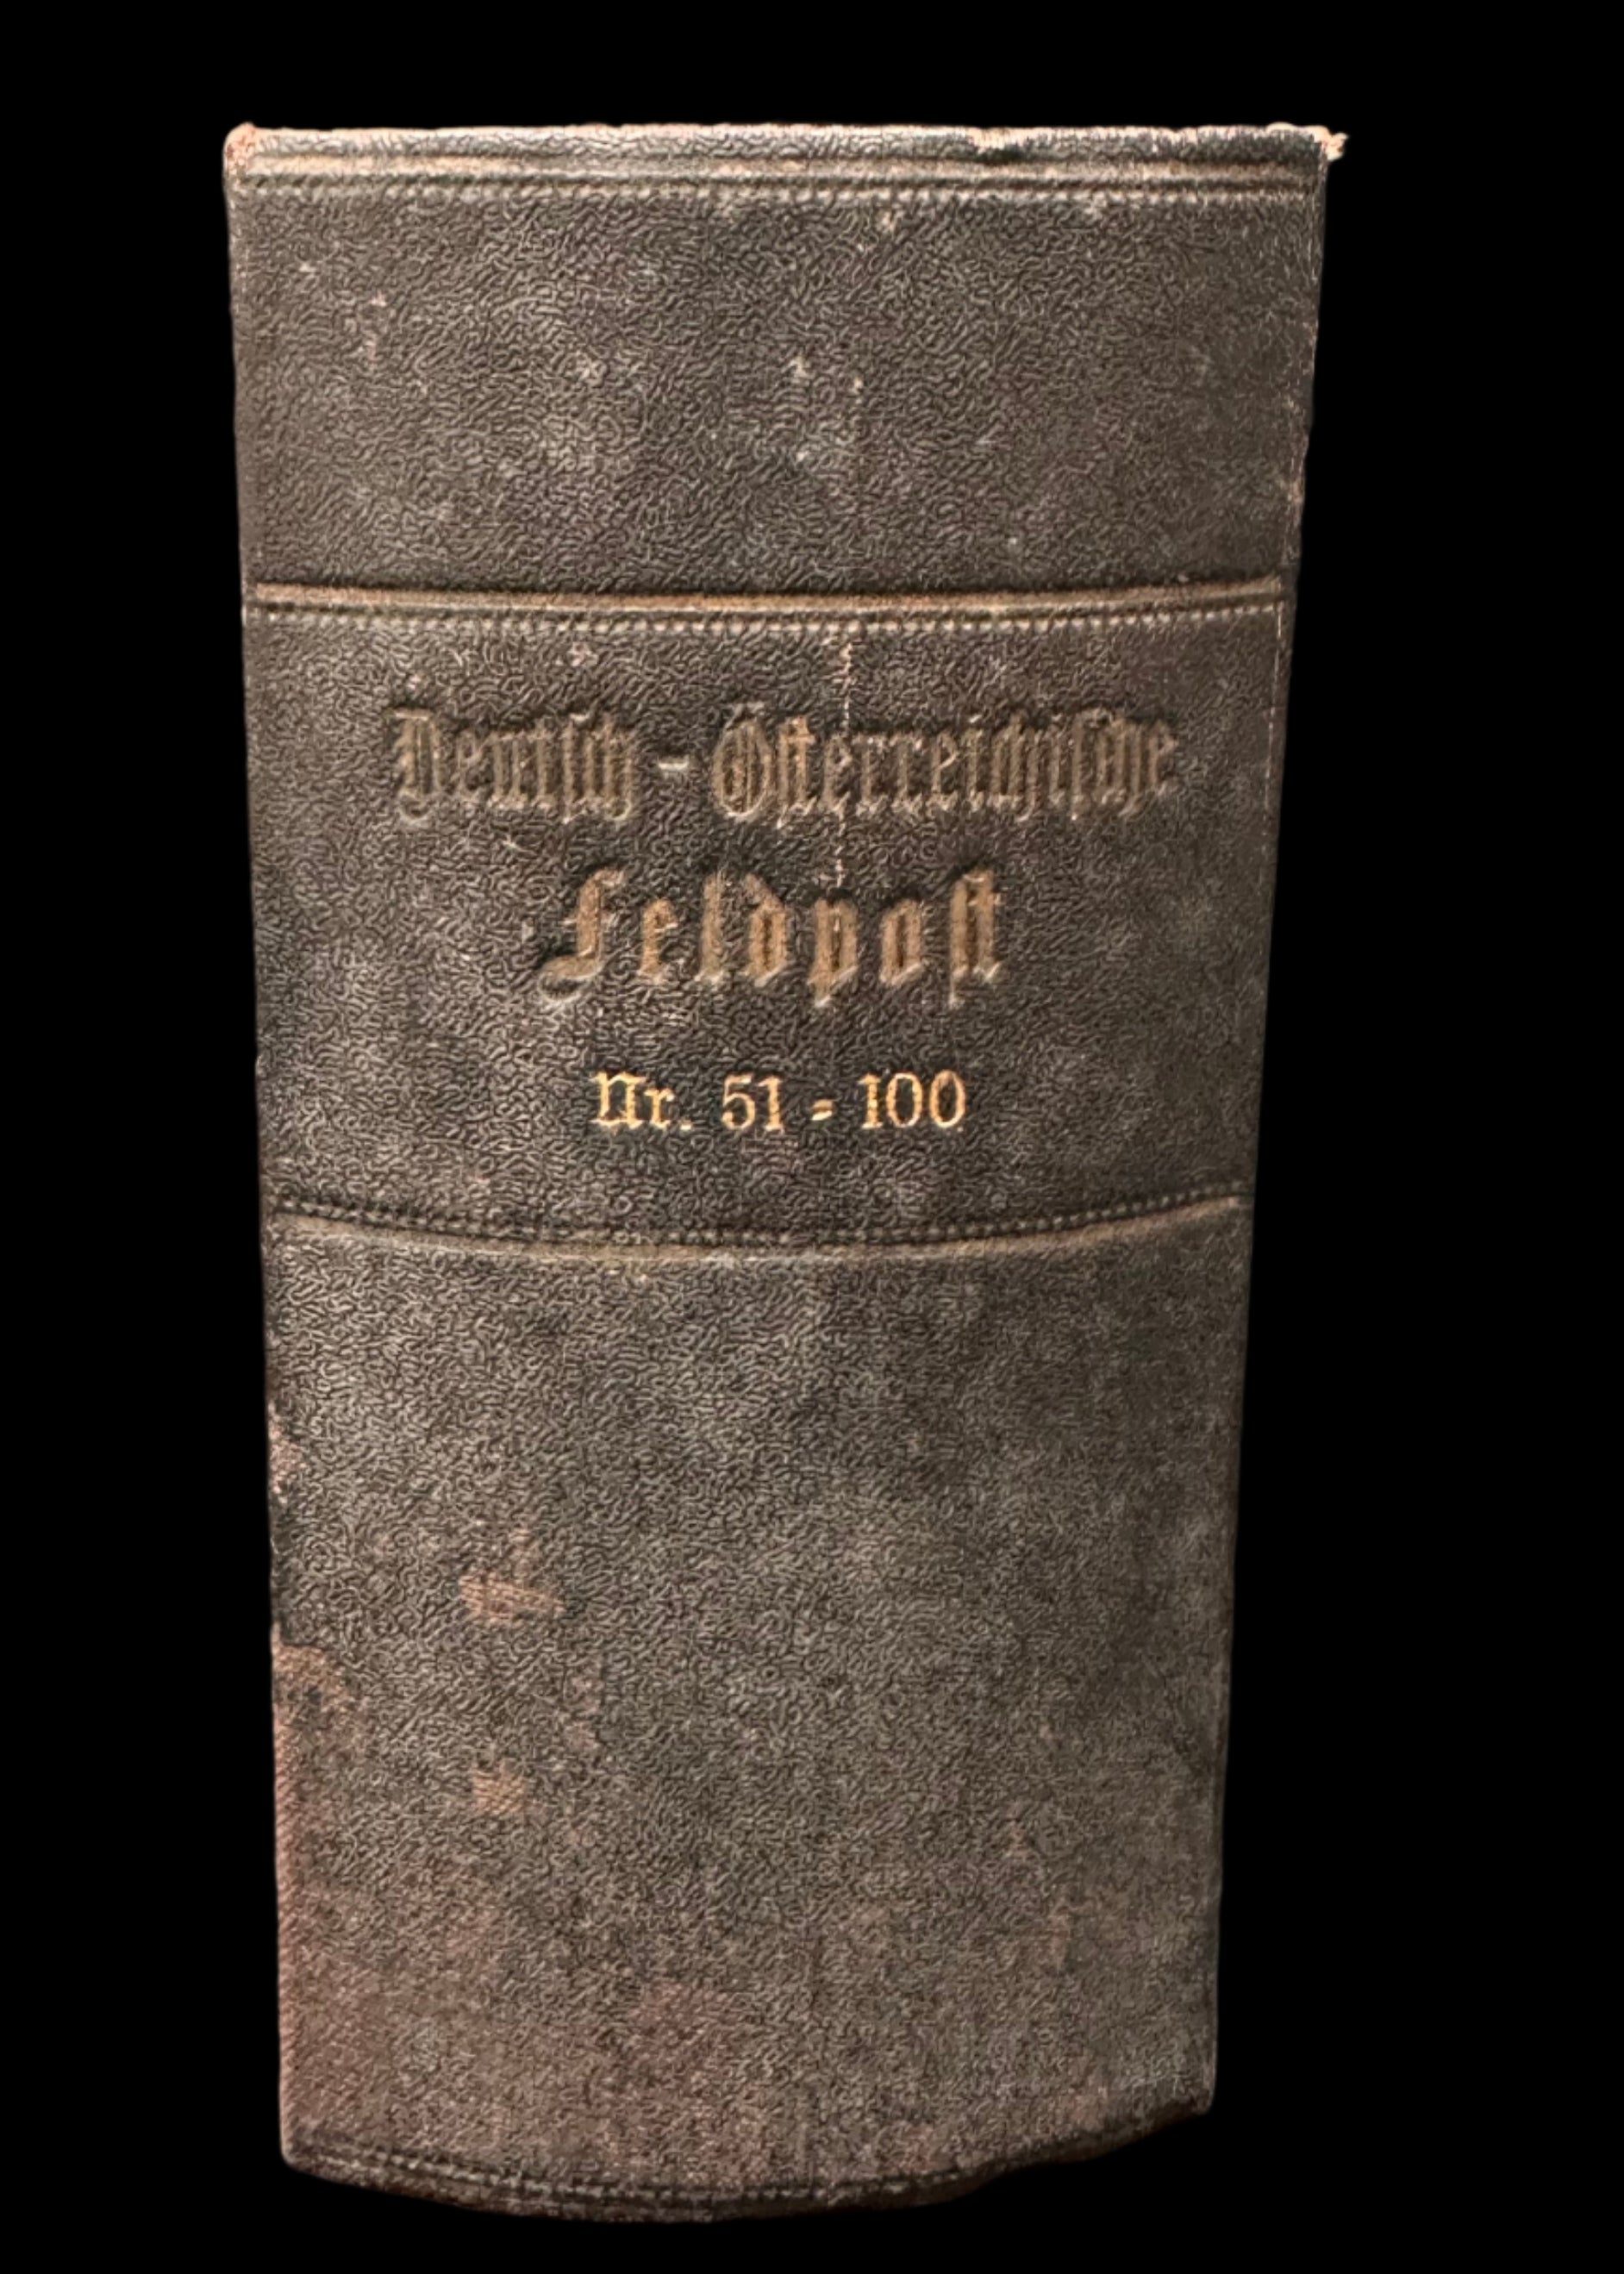 Deutsch-Österreichische
Feldpost
Nr. 51-100